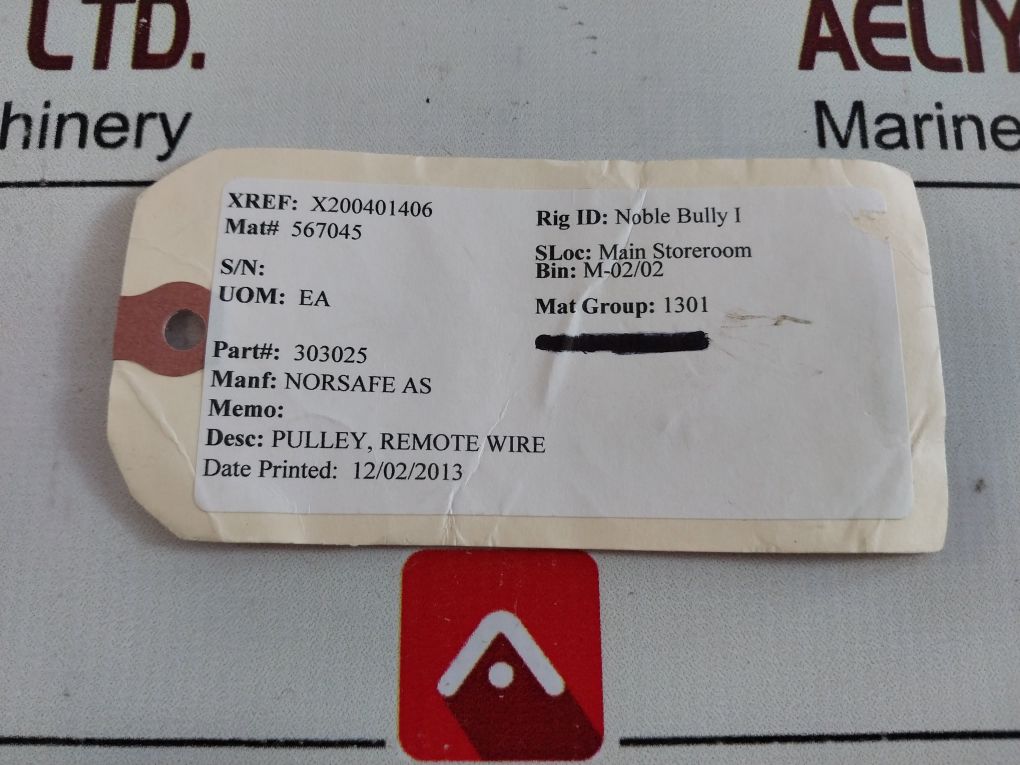 LTD.
AELIY
hinery
Marine
XREF: X200401406
Mat# 567045
S/N:
UOM: EA
Part#: 303025
Manf: NORSAFE AS
Memo:
Desc: PULLEY, REMOTE WIRE
Date Printed: 12/02/2013
Rig ID: Noble Bully I
SLoc: Main Storeroom
Bin: M-02/02
Mat Group: 1301